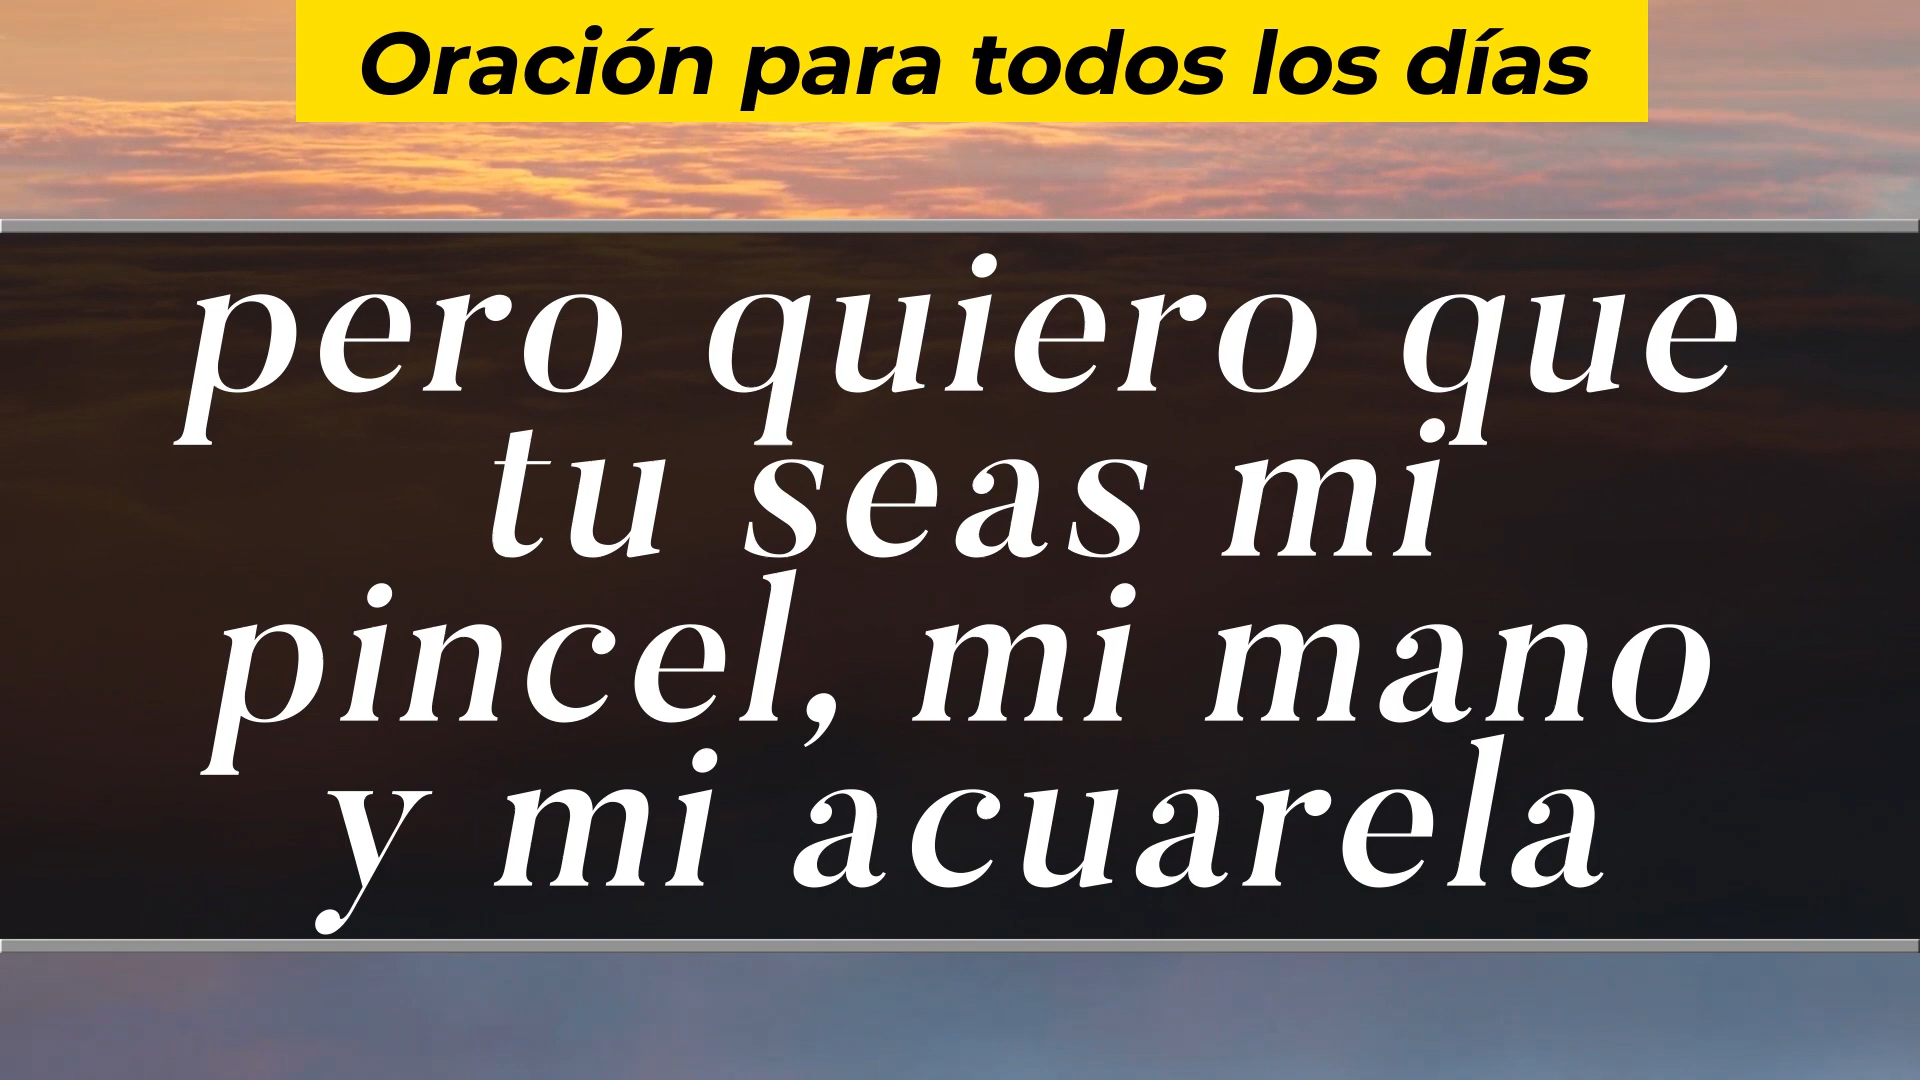 Oración para todos los días
pero quiero que
tu seas mi
pincel, mi mano
y mi acuarela